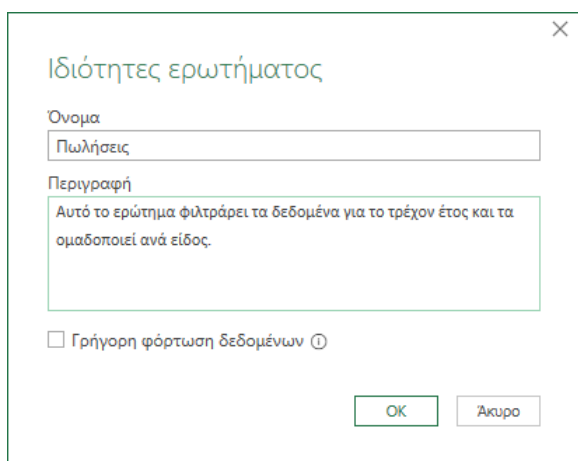 Ιδιότητες ερωτήματος
Όνομα
Πωλήσεις
Περιγραφή
Αυτό το ερώτημα φιλτράρει τα δεδομένα για το τρέχον έτος και τα
ομαδοποιεί ανά είδος.
Γρήγορη φόρτωση δεδομένων
OK
Άκυρο